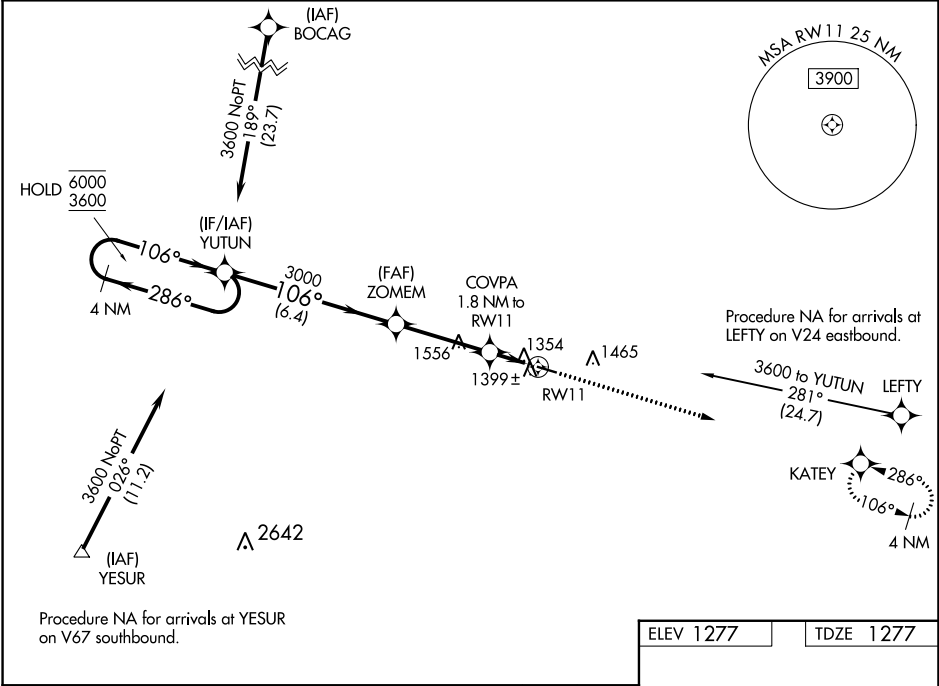 (IAF)
BOCAG
MSA RW11 25 NM
3900
3600 NoPT
189°
(23.7)
HOLD
6000
3600
(IF/IAF)
YUTUN
106°
286°
4 NM
3000
106°
(6.4)
(FAF)
ZOMEM
COVPA
1.8 NM to
RW11
1556
1354
1399±
1465
RW11
Procedure NA for arrivals at
LEFTY on V24 eastbound.
3600 to YUTUN
281°
(24.7)
LEFTY
KATEY
286°
106°
4 NM
3600 NoPT
026°
(11.2)
2642
(IAF)
YESUR
Procedure NA for arrivals at YESUR
on V67 southbound.
ELEV 1277
TDZE 1277